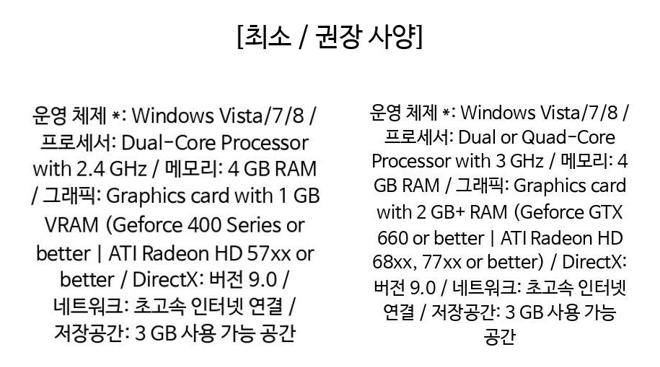 [최소 / 권장 사양]
운영 체제 *: Windows Vista/7/8 /
프로세서: Dual-Core Processor
with 2.4 GHz / 메모리: 4 GB RAM
/ 그래픽: Graphics card with 1 GB
VRAM (Geforce 400 Series or
better | ATI Radeon HD 57xx or
better / DirectX: 버전 9.0 /
네트워크: 초고속 인터넷 연결 /
저장공간: 3 GB 사용 가능 공간
운영 체제 *: Windows Vista/7/8 /
프로세서: Dual or Quad-Core
Processor with 3 GHz / 메모리: 4
GB RAM / 그래픽: Graphics card
with 2 GB+ RAM (Geforce GTX
660 or better | ATI Radeon HD
68xx, 77xx or better) / DirectX:
버전 9.0 / 네트워크: 초고속 인터넷
연결 / 저장공간: 3 GB 사용 가능
공간